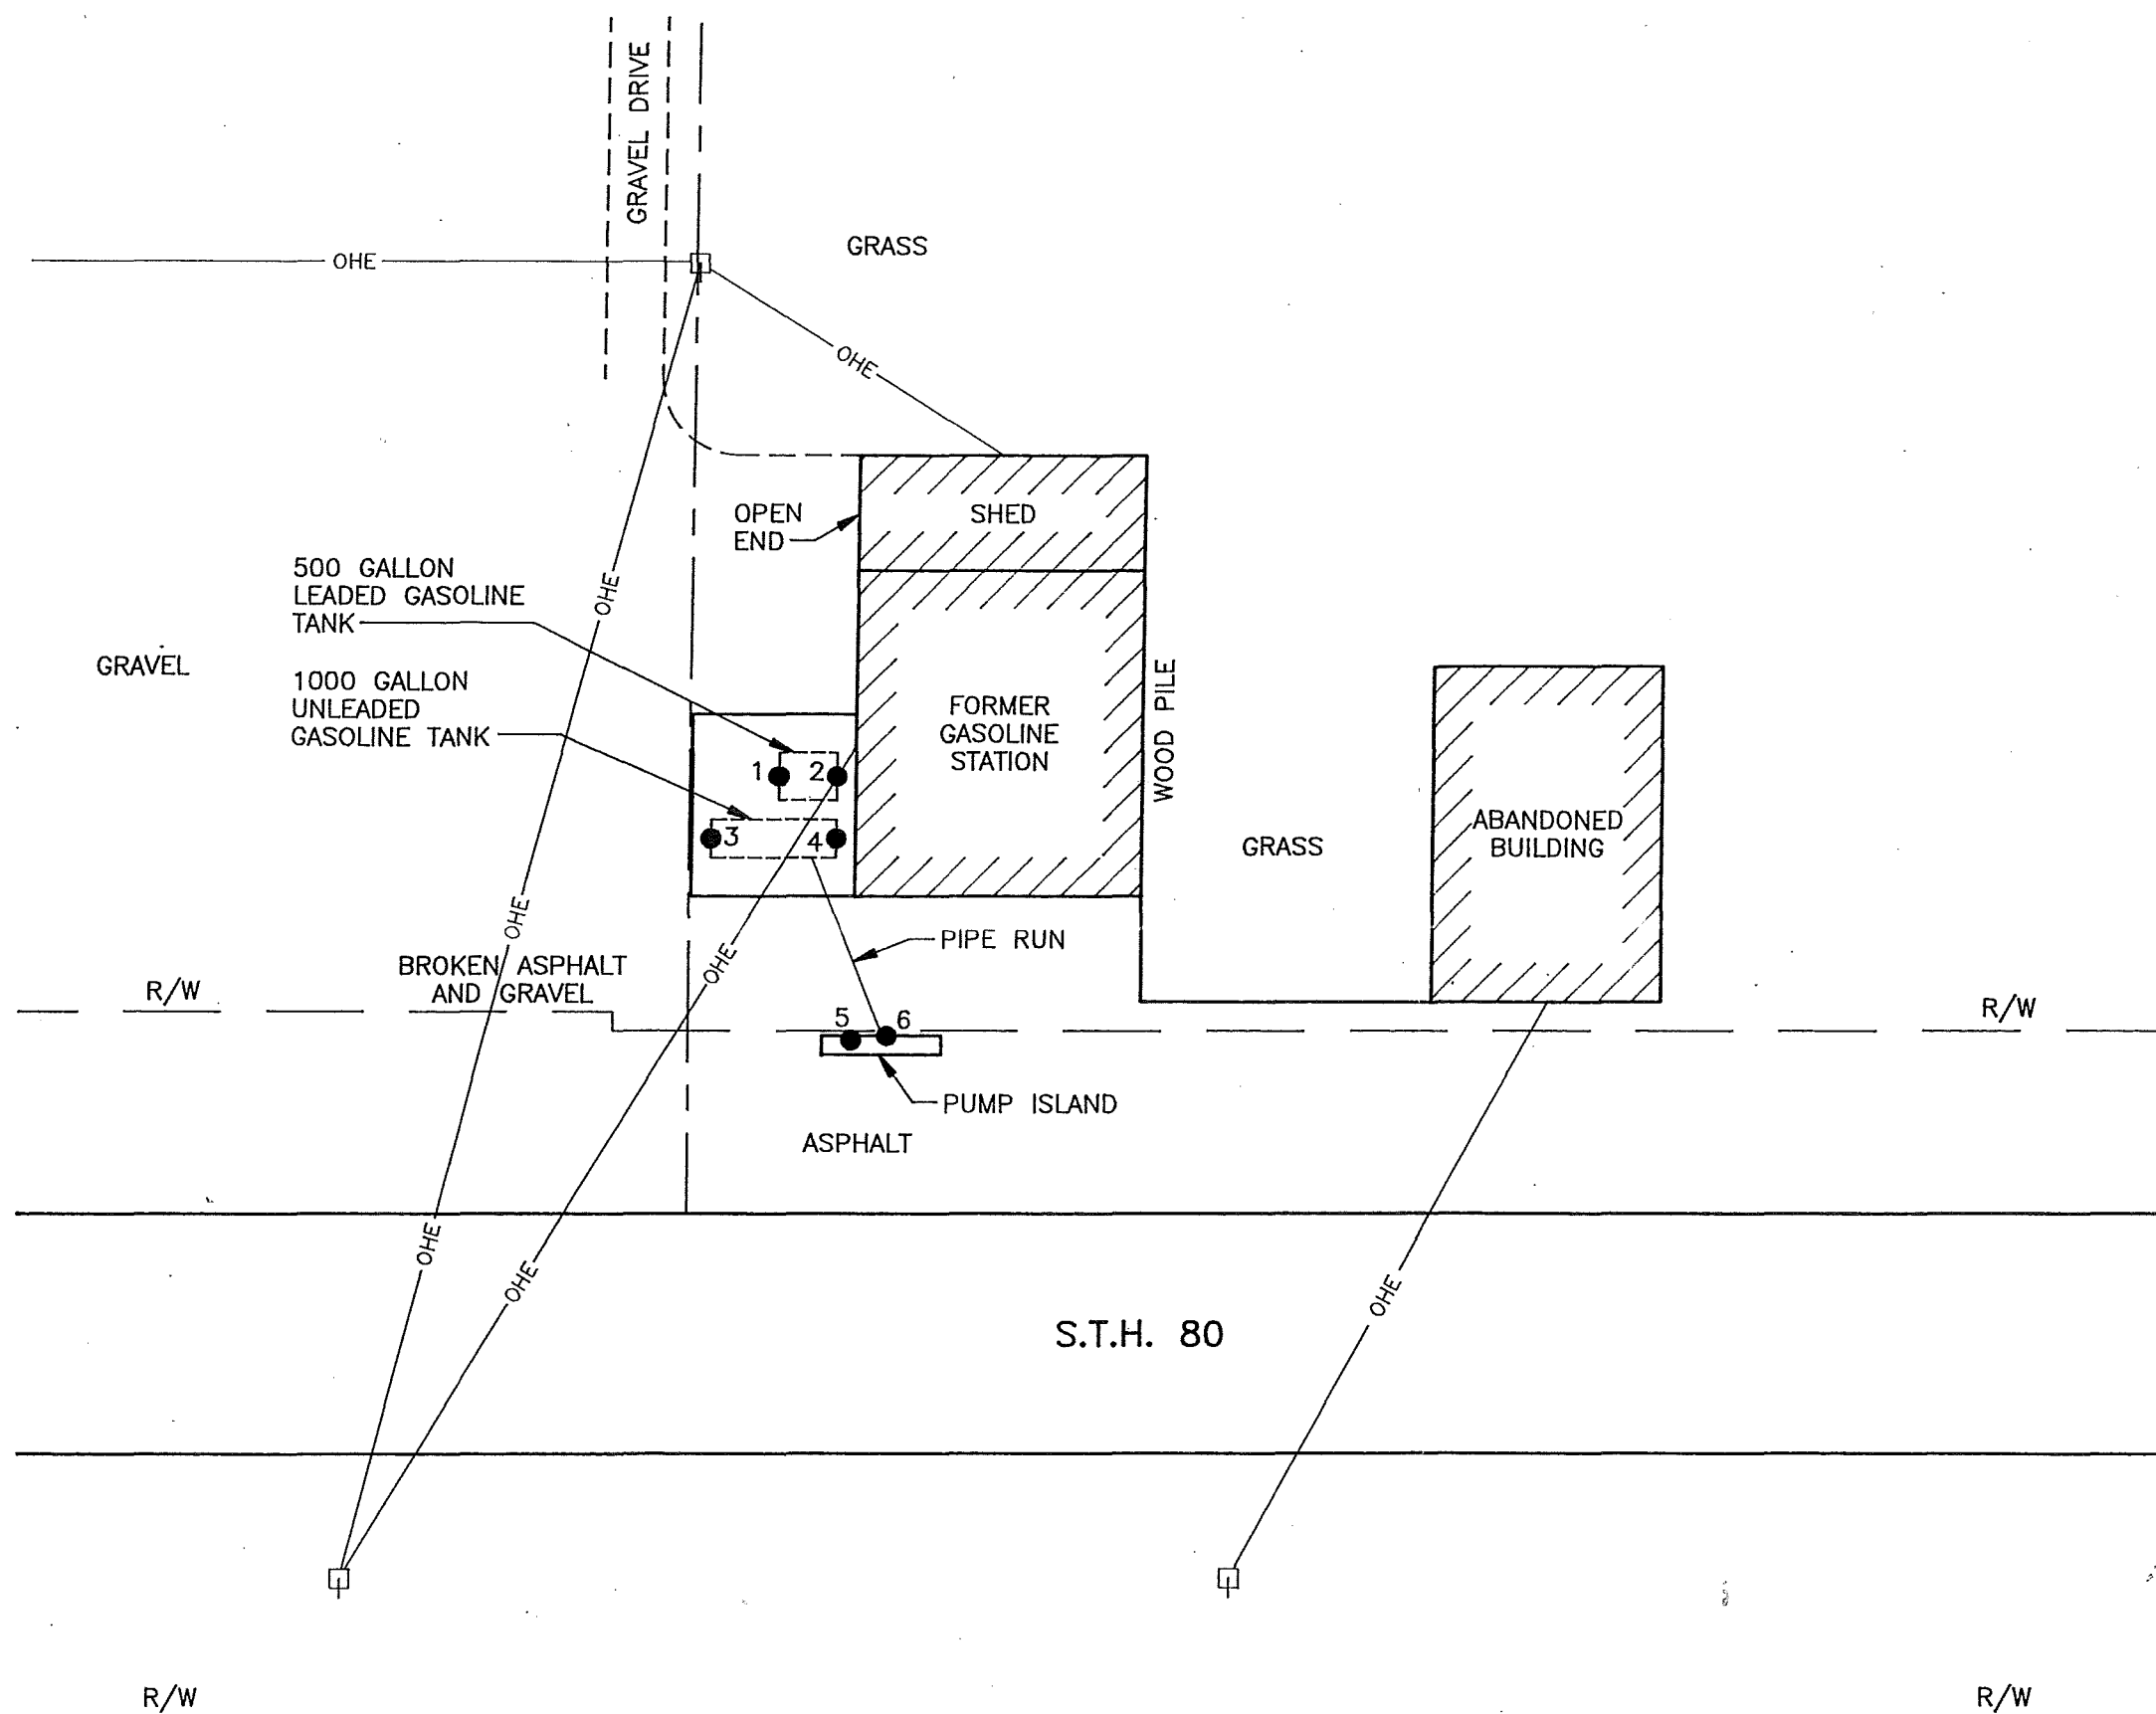 GRAVEL DRIVE
GRASS
OHE
OHE
OPEN
END
SHED
500 GALLON
LEADED GASOLINE
TANK
OHE
GRAVEL
1000 GALLON
UNLEADED
GASOLINE TANK
FORMER
GASOLINE
STATION
WOOD PILE
1
2
3
4
GRASS
ABANDONED
BUILDING
OHE
OHE
PIPE RUN
BROKEN ASPHALT
AND GRAVEL
R/W
R/W
5
6
PUMP ISLAND
ASPHALT
OHE
OHE
OHE
S.T.H. 80
R/W
R/W